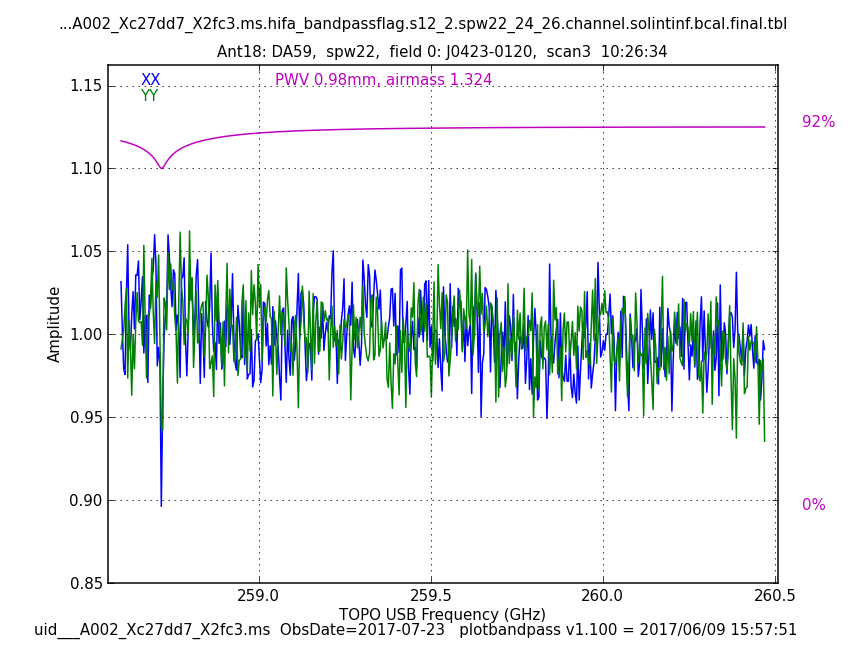 ...A002_Xc27dd7_X2fc3.ms.hifa_bandpassflag.s12_2.spw22_24_26.channel.solintinf.bcal.final.tbl
Ant18: DA59,  spw22,  field 0: J0423-0120,  scan3  10:26:34
XX
PWV 0.98mm, airmass 1.324
YY
1.15
92%
1.10
1.05
1.00
Amplitude
0.95
0.90
0%
0.85
259.0
259.5
260.0
260.5
TOPO USB Frequency (GHz)
uid___A002_Xc27dd7_X2fc3.ms  ObsDate=2017-07-23   plotbandpass v1.100 = 2017/06/09 15:57:51